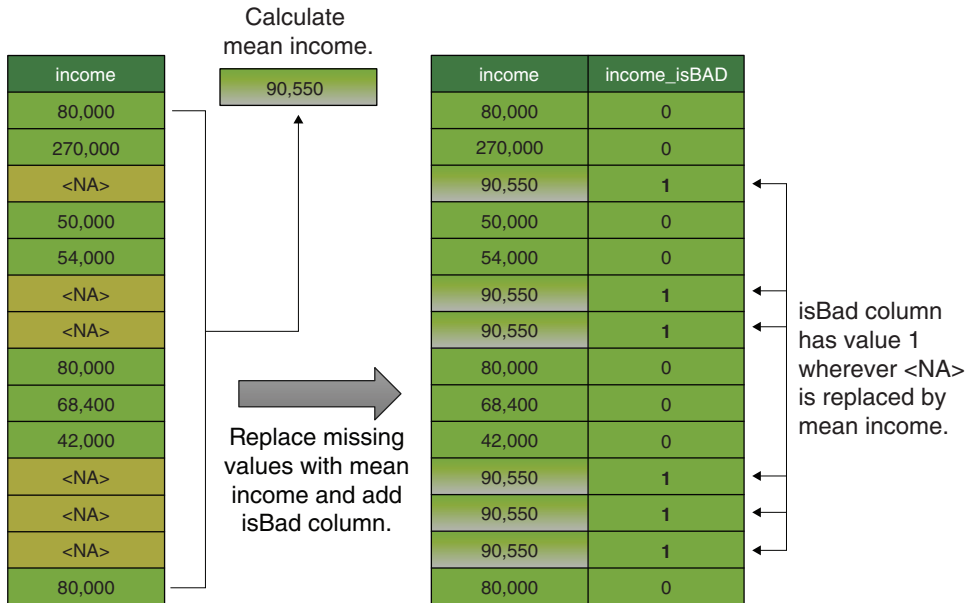 Calculate
mean income.
90,550
income
80,000
270,000
<NA>
50,000
54,000
<NA>
<NA>
80,000
68,400
42,000
<NA>
<NA>
<NA>
80,000
Replace missing
values with mean
income and add
isBad column.
income income_isBAD
80,000 0
270,000 0
90,550 1
50,000 0
54,000 0
90,550 1
90,550 1
80,000 0
68,400 0
42,000 0
90,550 1
90,550 1
90,550 1
80,000 0
isBad column
has value 1
wherever <NA>
is replaced by
mean income.